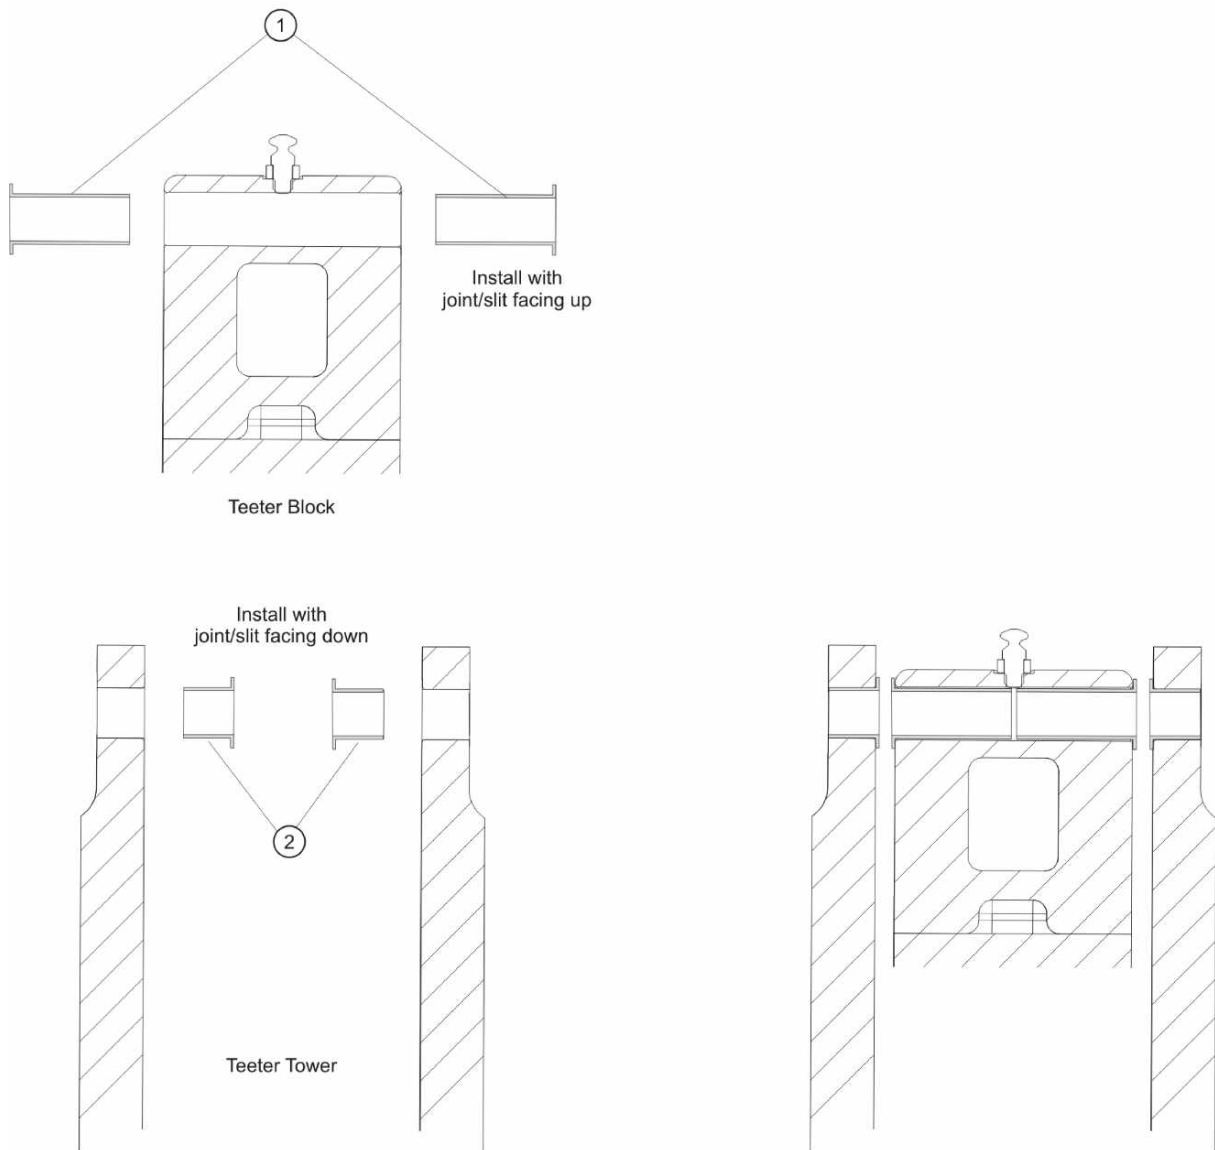 1
Install with
joint/slit facing up
Teeter Block
Install with
joint/slit facing down
2
Teeter Tower